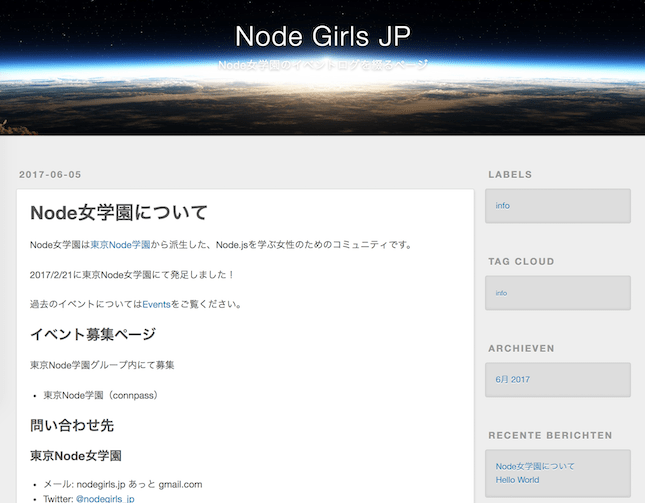 Node Girls JP
Node女学園のイベントログを綴るページ
2017-06-05
Node女学園について
Node女学園は東京Node学園から派生した、Node.jsを学ぶ女性のためのコミュニティです。
2017/2/21に東京Node女学園にて発足しました！
過去のイベントについてはEventsをご覧ください。
イベント募集ページ
東京Node学園グループ内にて募集
• 東京Node学園（connpass）
問い合わせ先
東京Node女学園
• メール: nodegirls.jp あっと gmail.com
• Twitter: @nodegirls_jp
LABELS
info
TAG CLOUD
info
ARCHIEVEN
6月 2017
RECENTE BERICHTEN
Node女学園について
Hello World